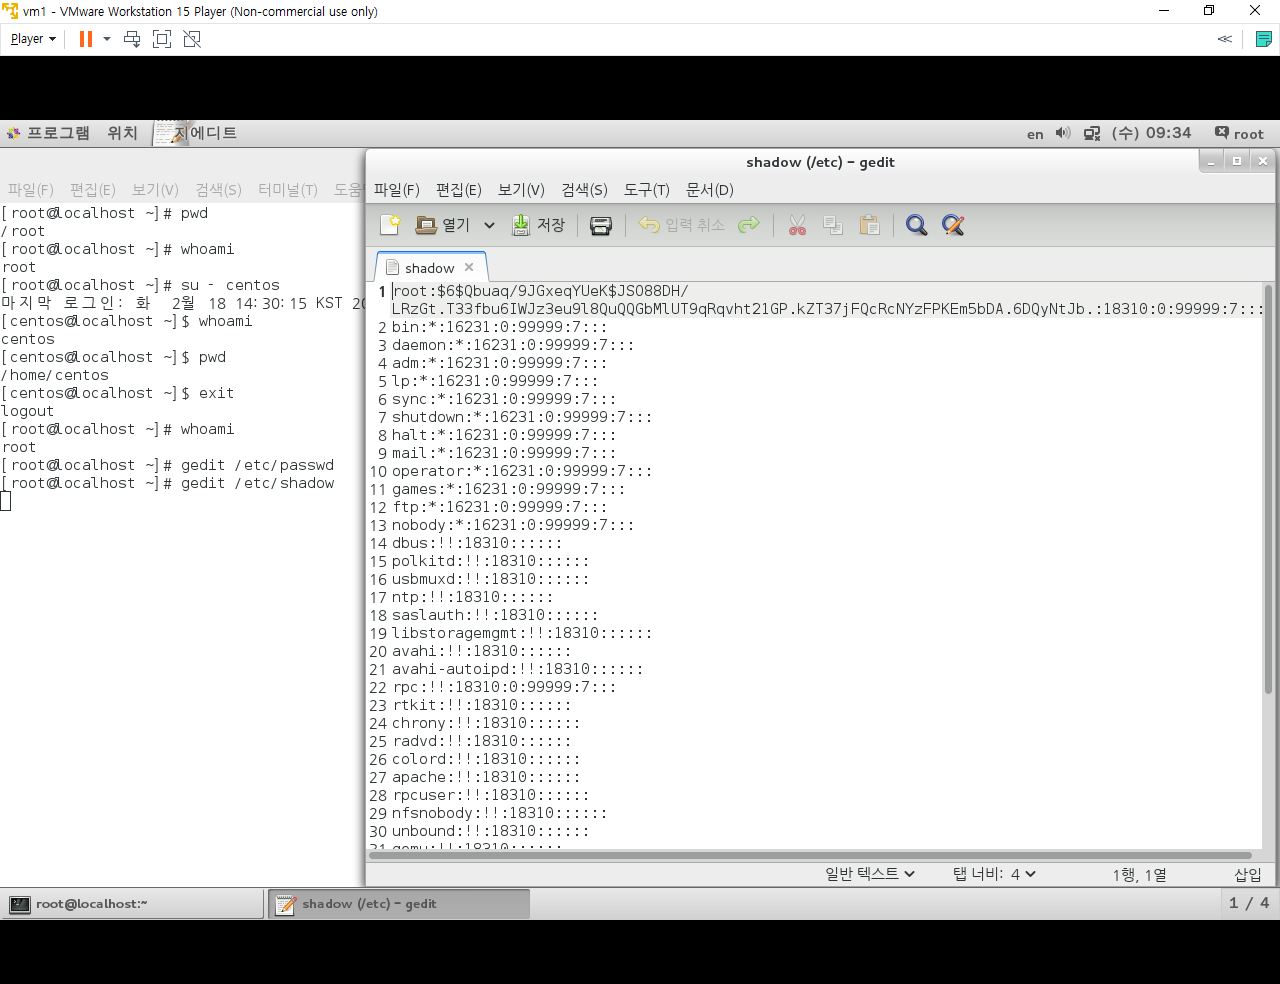 vm1 - VMware Workstation 15 Player (Non-commercial use only)
Player
프로그램 위치 지에디트
en (수) 09:34 root
파일(F) 편집(E) 보기(V) 검색(S) 터미널(T)
[root@localhost ~]# pwd
/root
[root@localhost ~]# whoami
root
[root@localhost ~]# su - centos
마지막 로그인: 화 2월 18 14:30:15 KST
[centos@localhost ~]$ whoami
centos
[centos@localhost ~]$ pwd
/home/centos
[centos@localhost ~]$ exit
logout
[root@localhost ~]# whoami
root
[root@localhost ~]# gedit /etc/passwd
[root@localhost ~]# gedit /etc/shadow
shadow (/etc) - gedit
파일(F) 편집(E) 보기(V) 검색(S) 도구(T) 문서(D)
열기 저장 입력 취소
shadow
1 root:$6$Qbuaq/9JGxeqYUeK$JSO88DH/
LRzGt.T33fbu6IWJz3eu9l8QuQQGbMlUT9qRqvht21GP.kZT37jFQcRcNYzFPKEm5bDA.6DQyNtJb.:18310:0:99999:7:::
2 bin:*:16231:0:99999:7:::
3 daemon:*:16231:0:99999:7:::
4 adm:*:16231:0:99999:7:::
5 lp:*:16231:0:99999:7:::
6 sync:*:16231:0:99999:7:::
7 shutdown:*:16231:0:99999:7:::
8 halt:*:16231:0:99999:7:::
9 mail:*:16231:0:99999:7:::
10 operator:*:16231:0:99999:7:::
11 games:*:16231:0:99999:7:::
12 ftp:*:16231:0:99999:7:::
13 nobody:*:16231:0:99999:7:::
14 dbus:!!:18310::::::
15 polkitd:!!:18310::::::
16 usbmuxd:!!:18310::::::
17 ntp:!!:18310::::::
18 saslauth:!!:18310::::::
19 libstoragemgmt:!!:18310::::::
20 avahi:!!:18310::::::
21 avahi-autoipd:!!:18310::::::
22 rpc:!!:18310:0:99999:7:::
23 rtkit:!!:18310::::::
24 chrony:!!:18310::::::
25 radvd:!!:18310::::::
26 colord:!!:18310::::::
27 apache:!!:18310::::::
28 rpcuser:!!:18310::::::
29 nfsnobody:!!:18310::::::
30 unbound:!!:18310::::::
일반 텍스트 탭 너비: 4 1행, 1열 삽입
root@localhost:~ shadow (/etc) - gedit 1 / 4